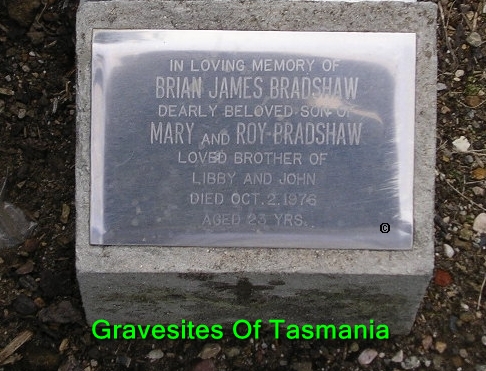 IN LOVING MEMORY OF
BRIAN JAMES BRADSHAW
DEARLY BELOVED SON OF
MARY AND ROY BRADSHAW
LOVED BROTHER OF
LIBBY AND JOHN
DIED OCT. 2. 1976
AGED 23 YRS.
©
Gravesites Of Tasmania